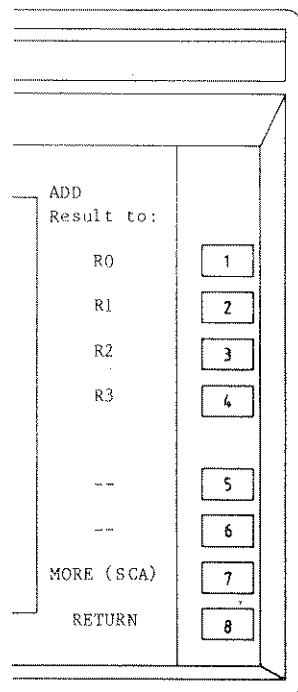 ADD
Result to:
R0 1
R1 2
R2 3
R3 4
-- 5
-- 6
MORE (SCA) 7
RETURN 8